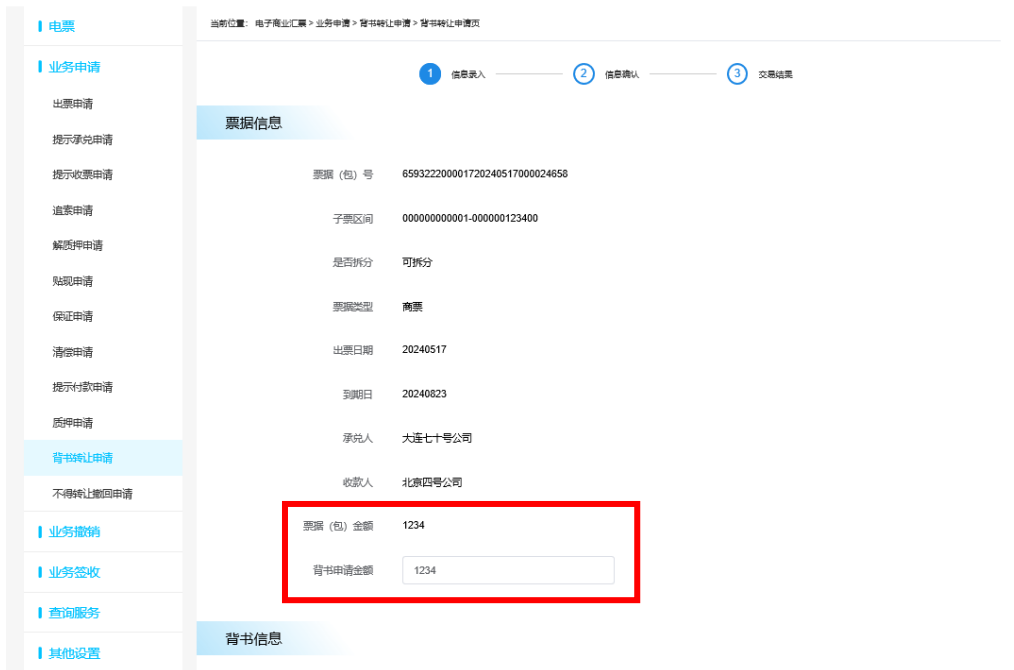 电票
业务申请
出票申请
提示承兑申请
提示收票申请
追索申请
解质押申请
贴现申请
保证申请
清偿申请
提示付款申请
质押申请
背书转让申请
不得转让撤回申请
业务撤销
业务签收
查询服务
其他设置
当前位置： 电子商业汇票 > 业务申请 > 背书转让申请 > 背书转让申请页
1 信息录入 2 信息确认 3 交易结果
票据信息
票据（包）号 659322200001720240517000024658
子票区间 000000000001-000000123400
是否拆分 可拆分
票据类型 商票
出票日期 20240517
到期日 20240823
承兑人 大连七十号公司
收款人 北京四号公司
票据（包）金额 1234
背书申请金额 1234
背书信息